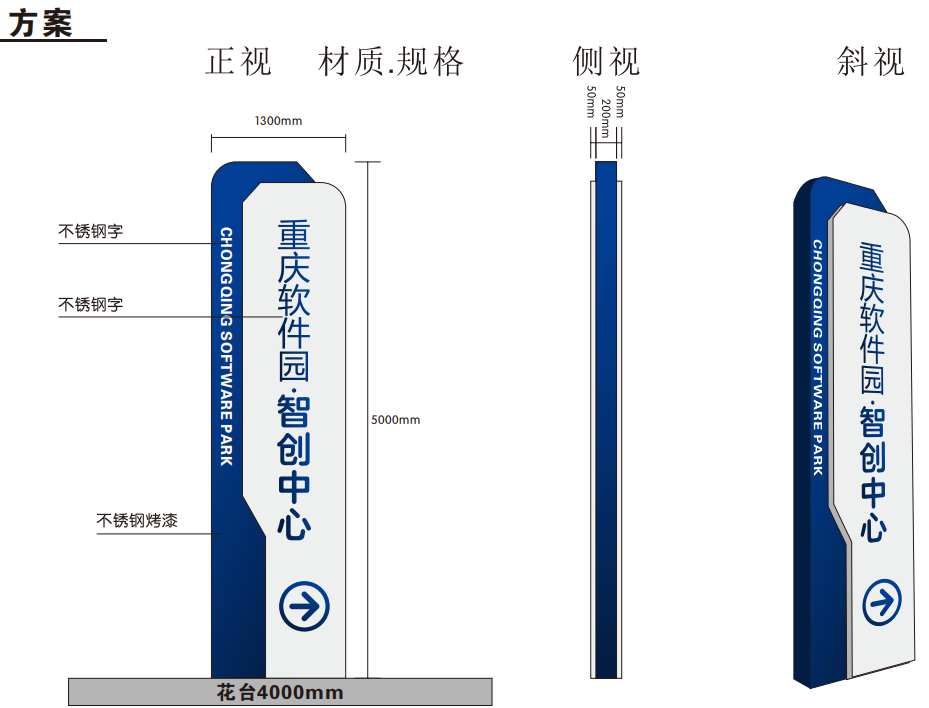 方案
正视
材质.规格
侧视
斜视
1300mm
50mm
200mm
50mm
不锈钢字
不锈钢字
不锈钢烤漆
CHONGQING SOFTWARE PARK
重庆软件园·智创中心
5000mm
花台4000mm
CHONGQING SOFTWARE PARK
重庆软件园·智创中心